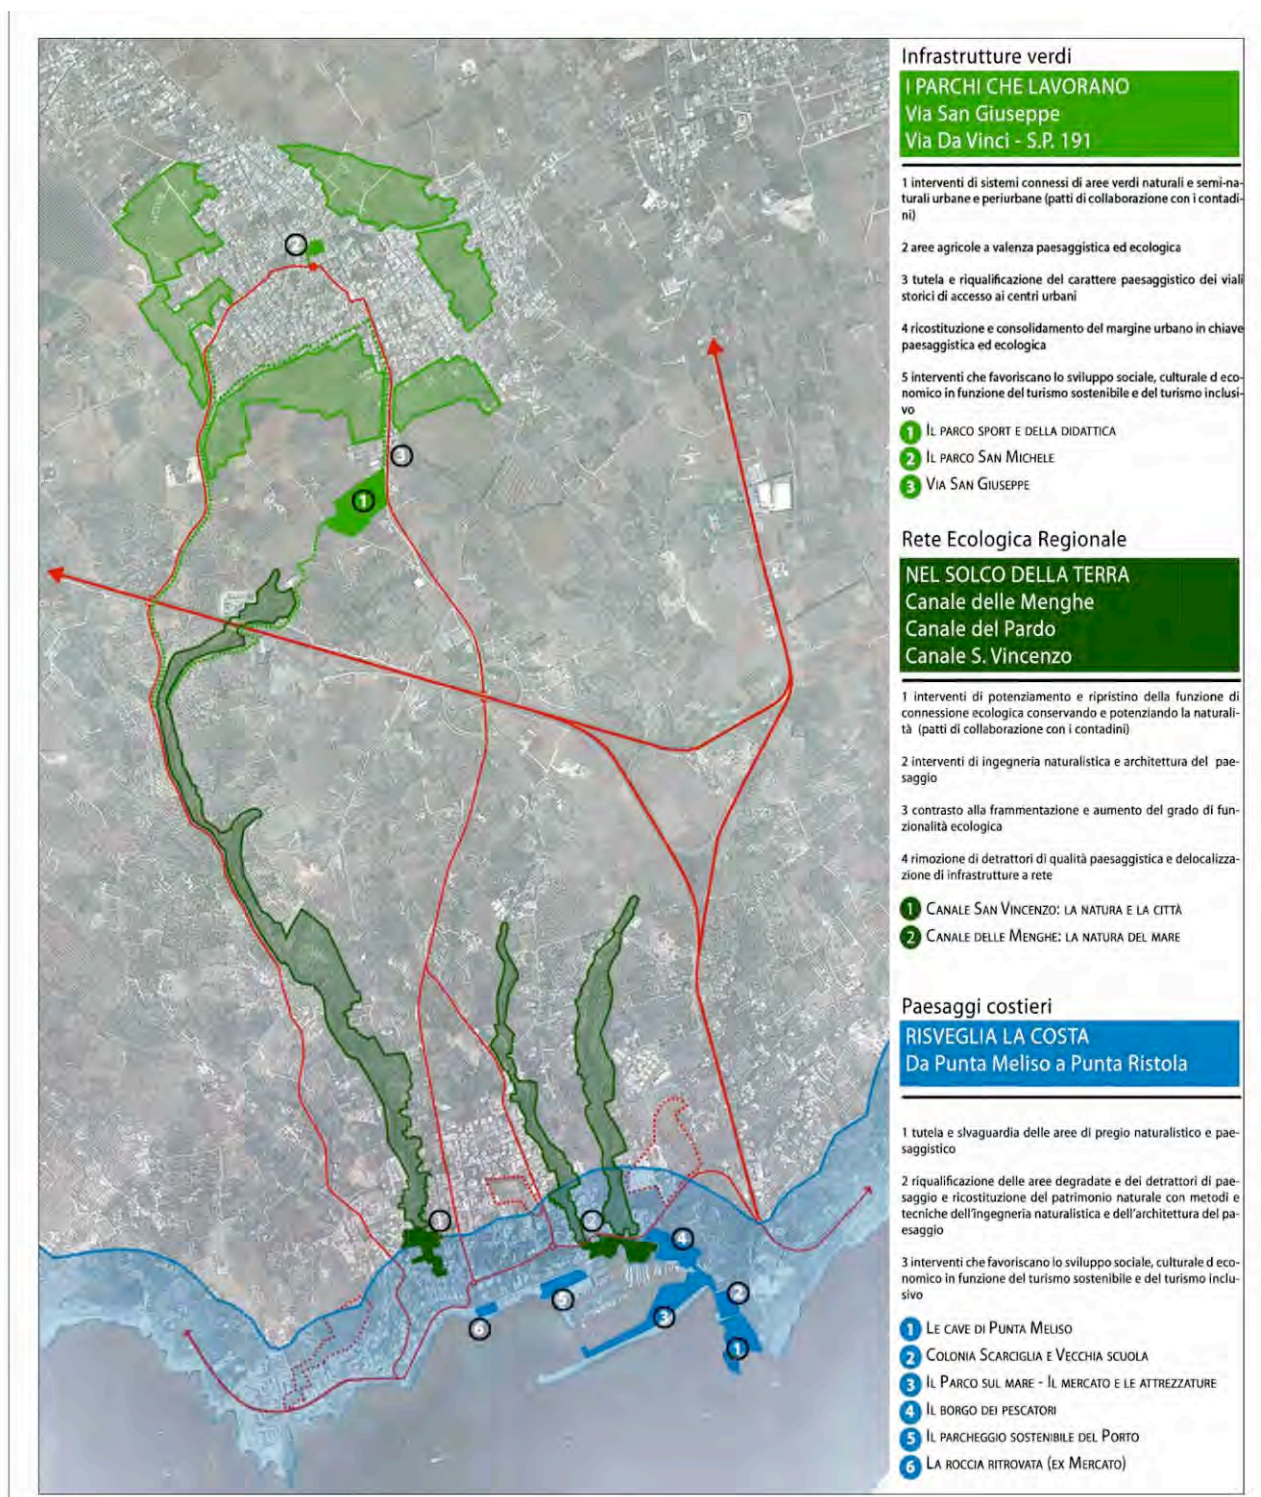 Infrastrutture verdi
I PARCHI CHE LAVORANO
Via San Giuseppe
Via Da Vinci - S.P. 191
1 interventi di sistemi connessi di aree verdi naturali e semi-na-
turali urbane e periurbane (patti di collaborazione con i contadi-
ni)
2 aree agricole a valenza paesaggistica ed ecologica
3 tutela e riqualificazione del carattere paesaggistico dei viali
storici di accesso ai centri urbani
4 ricostituzione e consolidamento del margine urbano in chiave
paesaggistica ed ecologica
5 interventi che favoriscano lo sviluppo sociale, culturale d eco-
nomico in funzione del turismo sostenibile e del turismo inclusi-
vo
1 Il parco sport e della didattica
2 Il parco San Michele
3 Via San Giuseppe
Rete Ecologica Regionale
NEL SOLCO DELLA TERRA
Canale delle Menghe
Canale del Pardo
Canale S. Vincenzo
1 interventi di potenziamento e ripristino della funzione di
connessione ecologica conservando e potenziando la naturali-
tà (patti di collaborazione con i contadini)
2 interventi di ingegneria naturalistica e architettura del pae-
saggio
3 contrasto alla frammentazione e aumento del grado di fun-
zionalità ecologica
4 rimozione di detrattori di qualità paesaggistica e delocalizza-
zione di infrastrutture a rete
1 Canale San Vincenzo: la natura e la città
2 Canale delle Menghe: la natura del mare
Paesaggi costieri
RISVEGLIA LA COSTA
Da Punta Meliso a Punta Ristola
1 tutela e slvaguardia delle aree di pregio naturalistico e pae-
saggistico
2 riqualificazione delle aree degradate e dei detrattori di pae-
saggio e ricostituzione del patrimonio naturale con metodi e
tecniche dell'ingegneria naturalistica e dell'architettura del pa-
esaggio
3 interventi che favoriscano lo sviluppo sociale, culturale d eco-
nomico in funzione del turismo sostenibile e del turismo inclu-
sivo
1 Le cave di Punta Meliso
2 Colonia Scarciglia e Vecchia scuola
3 Il Parco sul mare - Il mercato e le attrezzature
4 Il borgo dei pescatori
5 Il parcheggio sostenibile del Porto
6 La roccia ritrovata (ex Mercato)
2
3
1
1
2
4
2
5
3
6
1